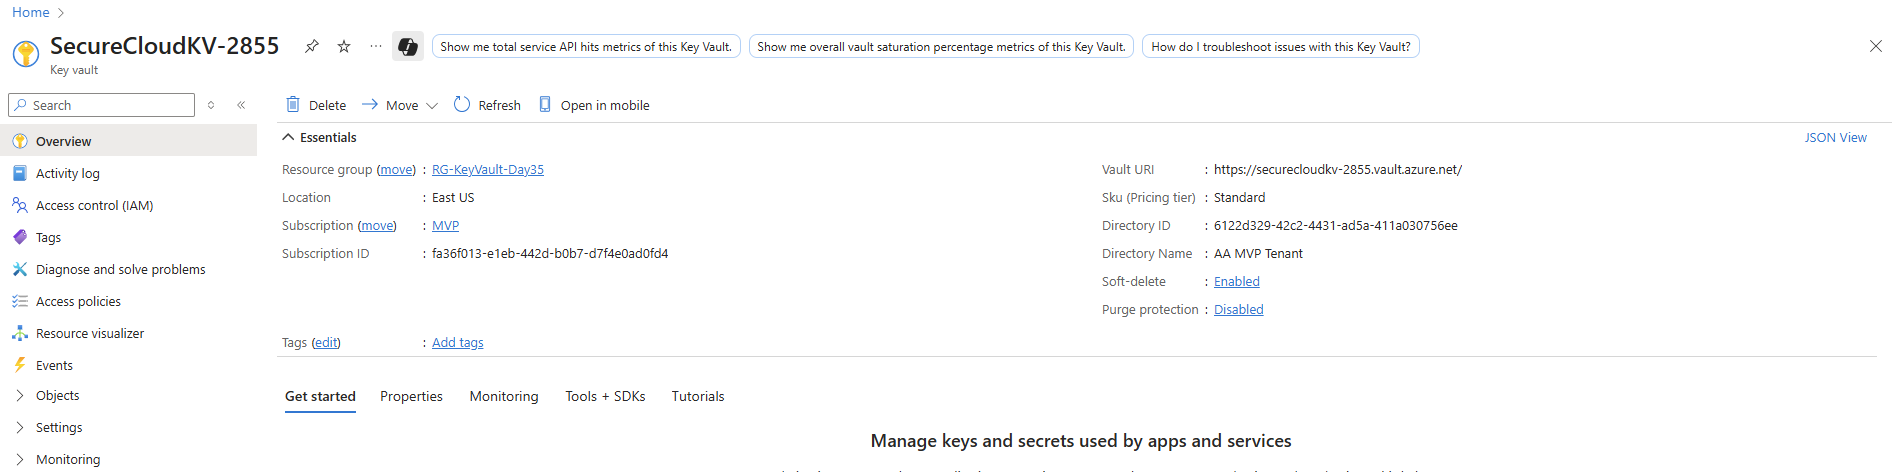 Home
SecureCloudKV-2855
Key vault
Show me total service API hits metrics of this Key Vault.
Show me overall vault saturation percentage metrics of this Key Vault.
How do I troubleshoot issues with this Key Vault?
Search
Overview
Activity log
Access control (IAM)
Tags
Diagnose and solve problems
Access policies
Resource visualizer
Events
Objects
Settings
Monitoring
Delete
Move
Refresh
Open in mobile
Essentials
JSON View
Resource group (move) : RG-KeyVault-Day35
Location : East US
Subscription (move) : MVP
Subscription ID : fa36f013-e1eb-442d-b0b7-d7f4e0ad0fd4
Vault URI : https://securecloudkv-2855.vault.azure.net/
Sku (Pricing tier) : Standard
Directory ID : 6122d329-42c2-4431-ad5a-411a030756ee
Directory Name : AA MVP Tenant
Soft-delete : Enabled
Purge protection : Disabled
Tags (edit) : Add tags
Get started
Properties
Monitoring
Tools + SDKs
Tutorials
Manage keys and secrets used by apps and services